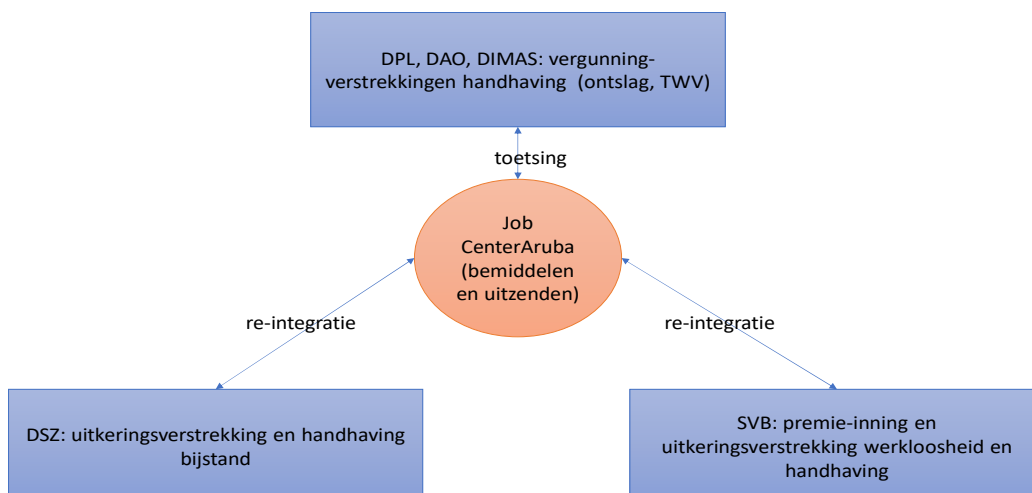 DPL, DAO, DIMAS: vergunning-
verstrekkingen handhaving (ontslag, TWV)
toetsing
Job
CenterAruba
(bemiddelen
en uitzenden)
re-integratie
re-integratie
DSZ: uitkeringsverstrekking en handhaving
bijstand
SVB: premie-inning en
uitkeringsverstrekking werkloosheid en
handhaving